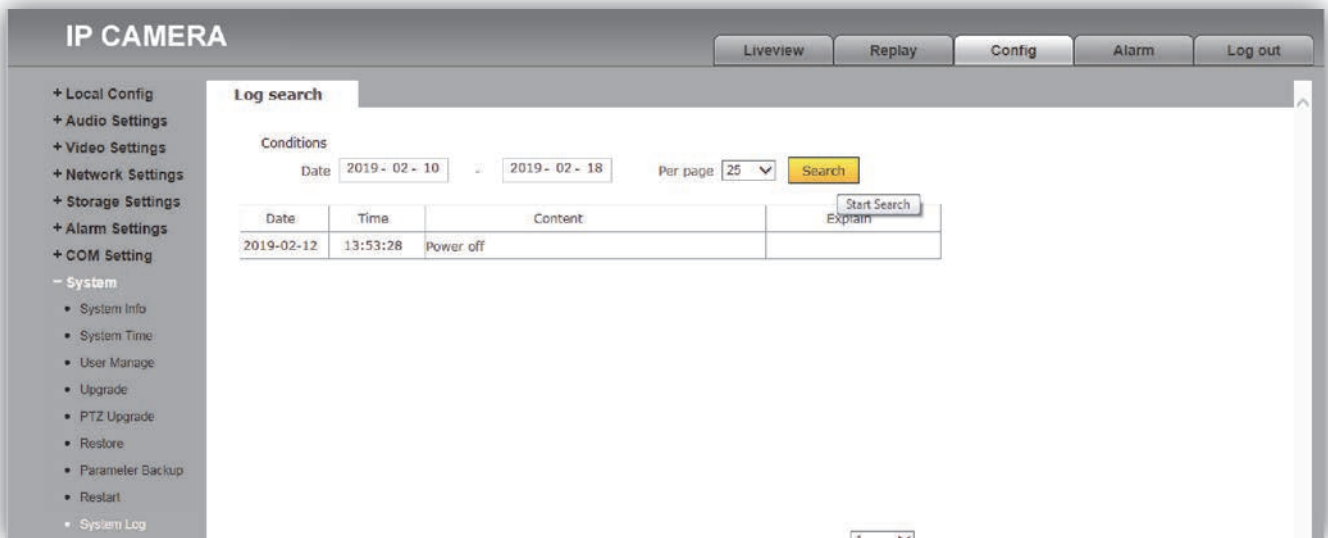 IP CAMERA
Liveview Replay Config Alarm Log out
+ Local Config
+ Audio Settings
+ Video Settings
+ Network Settings
+ Storage Settings
+ Alarm Settings
+ COM Setting
− System
• System Info
• System Time
• User Manage
• Upgrade
• PTZ Upgrade
• Restore
• Parameter Backup
• Restart
• System Log
Log search
Conditions
Date 2019 - 02 - 10 - 2019 - 02 - 18 Per page 25 Search
Start Search
Date Time Content Explain
2019-02-12 13:53:28 Power off